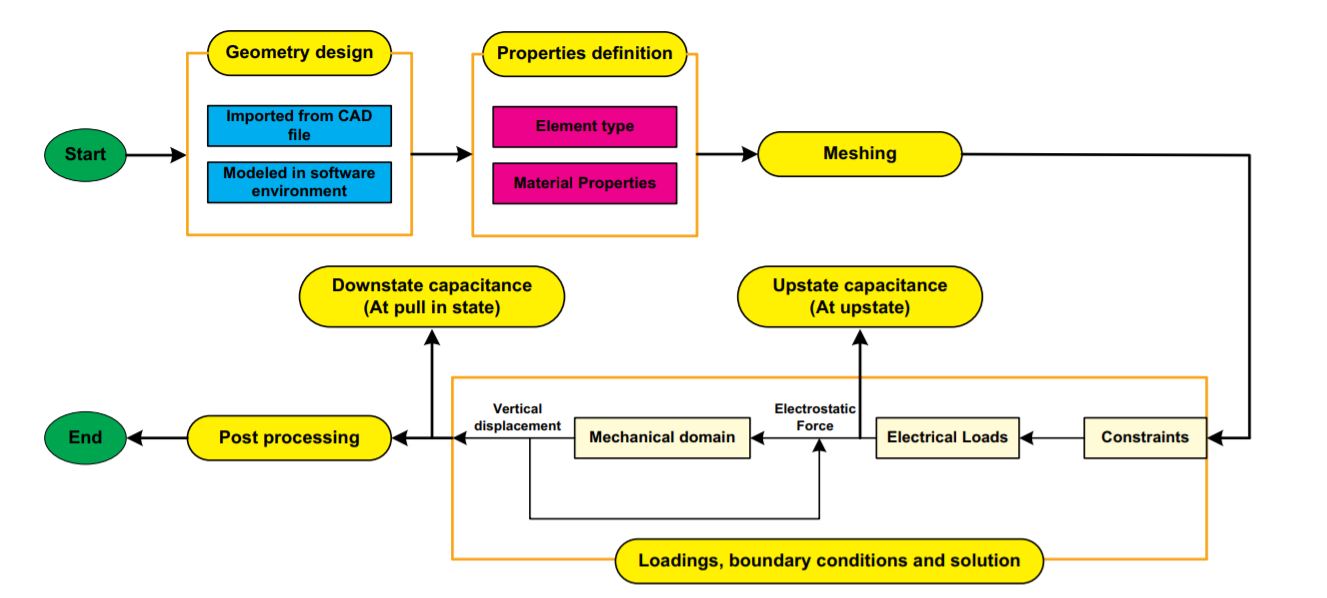 Geometry design
Properties definition
Imported from CAD
file
Element type
Start
Meshing
Modeled in software
environment
Material Properties
Downstate capacitance
(At pull in state)
Upstate capacitance
(At upstate)
Vertical
displacement
Electrostatic
Force
End
Post processing
Mechanical domain
Electrical Loads
Constraints
Loadings, boundary conditions and solution